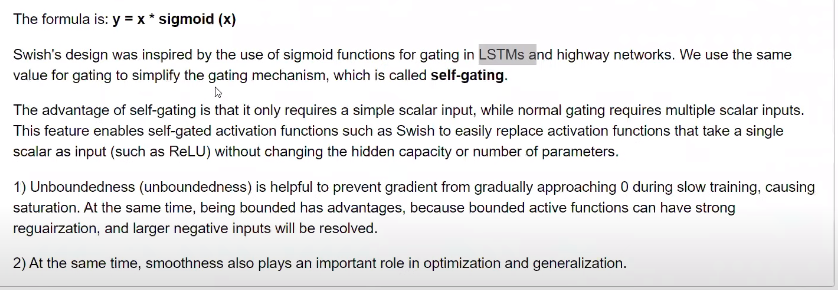 The formula is: y = x * sigmoid (x)
Swish's design was inspired by the use of sigmoid functions for gating in LSTMs and highway networks. We use the same
value for gating to simplify the gating mechanism, which is called self-gating.
The advantage of self-gating is that it only requires a simple scalar input, while normal gating requires multiple scalar inputs.
This feature enables self-gated activation functions such as Swish to easily replace activation functions that take a single
scalar as input (such as ReLU) without changing the hidden capacity or number of parameters.
1) Unboundedness (unboundedness) is helpful to prevent gradient from gradually approaching 0 during slow training, causing
saturation. At the same time, being bounded has advantages, because bounded active functions can have strong
reguairzation, and larger negative inputs will be resolved.
2) At the same time, smoothness also plays an important role in optimization and generalization.